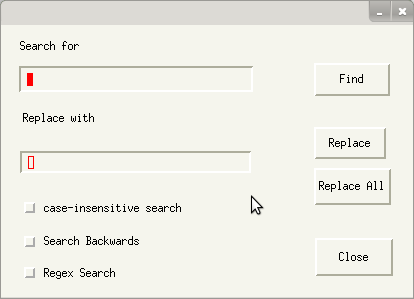 Search for
Find
Replace with
Replace
Replace All
case-insensitive search
Search Backwards
Close
Regex Search